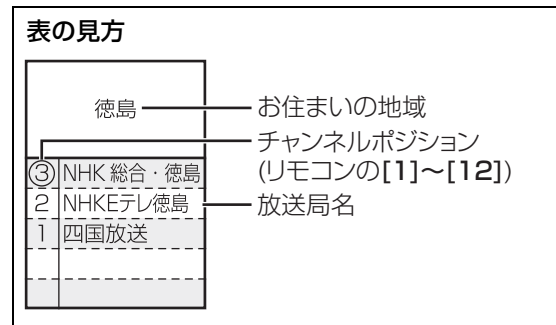 表の見方
徳島
お住まいの地域
チャンネルポジション
(リモコンの[1]～[12])
③ NHK 総合・徳島
2 NHKEテレ徳島
放送局名
1 四国放送